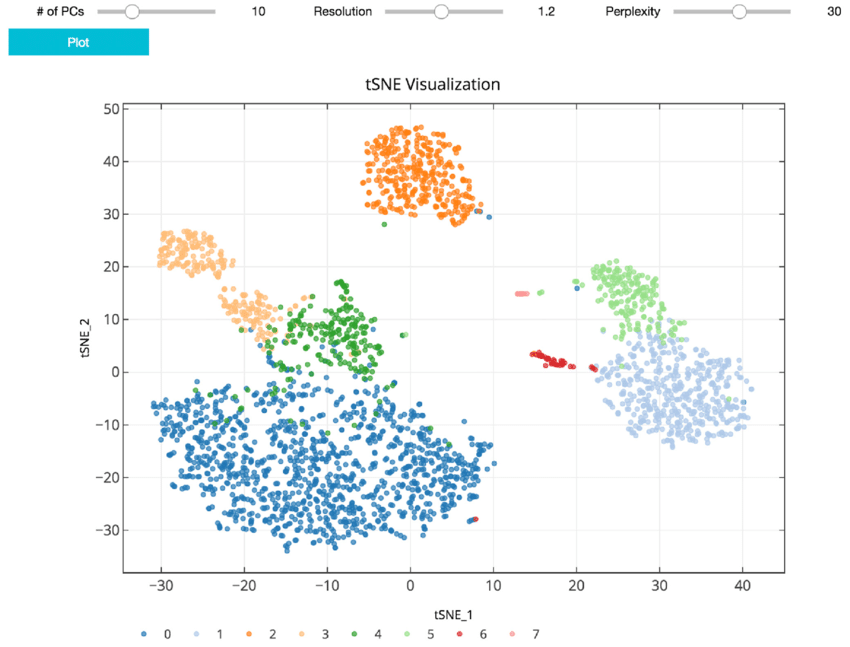 # of PCs 10 Resolution 1.2 Perplexity 30
Plot
tSNE Visualization
50
40
30
20
10
0
−10
−20
−30
tSNE_2
−30 −20 −10 0 10 20 30 40
tSNE_1
0 1 2 3 4 5 6 7